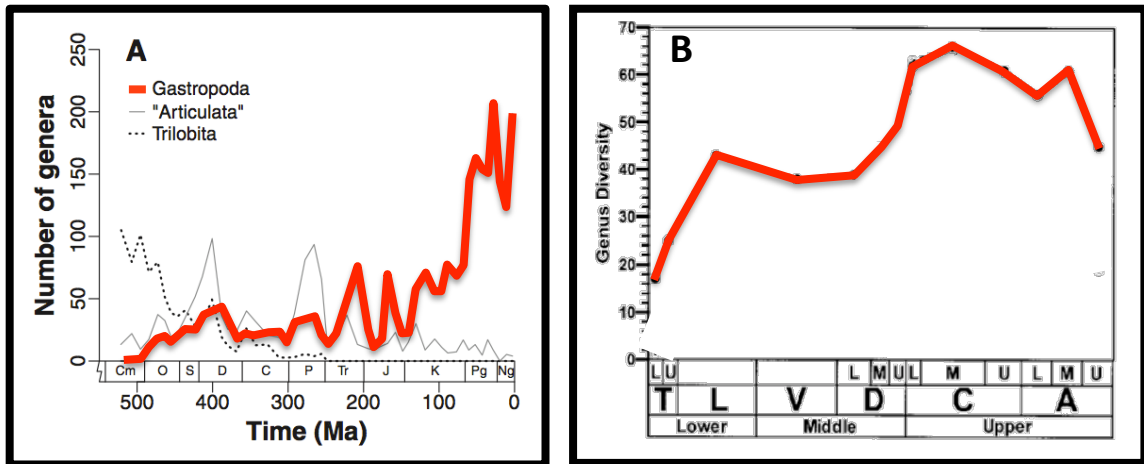 A
Number of genera
250
200
150
100
50
0
Gastropoda
"Articulata"
Trilobita
Cm O S D C P Tr J K Pg Ng
500 400 300 200 100 0
Time (Ma)
B
Genus Diversity
70
60
50
40
30
20
10
0
L U L M U L M U L M U
T L V D C A
Lower Middle Upper